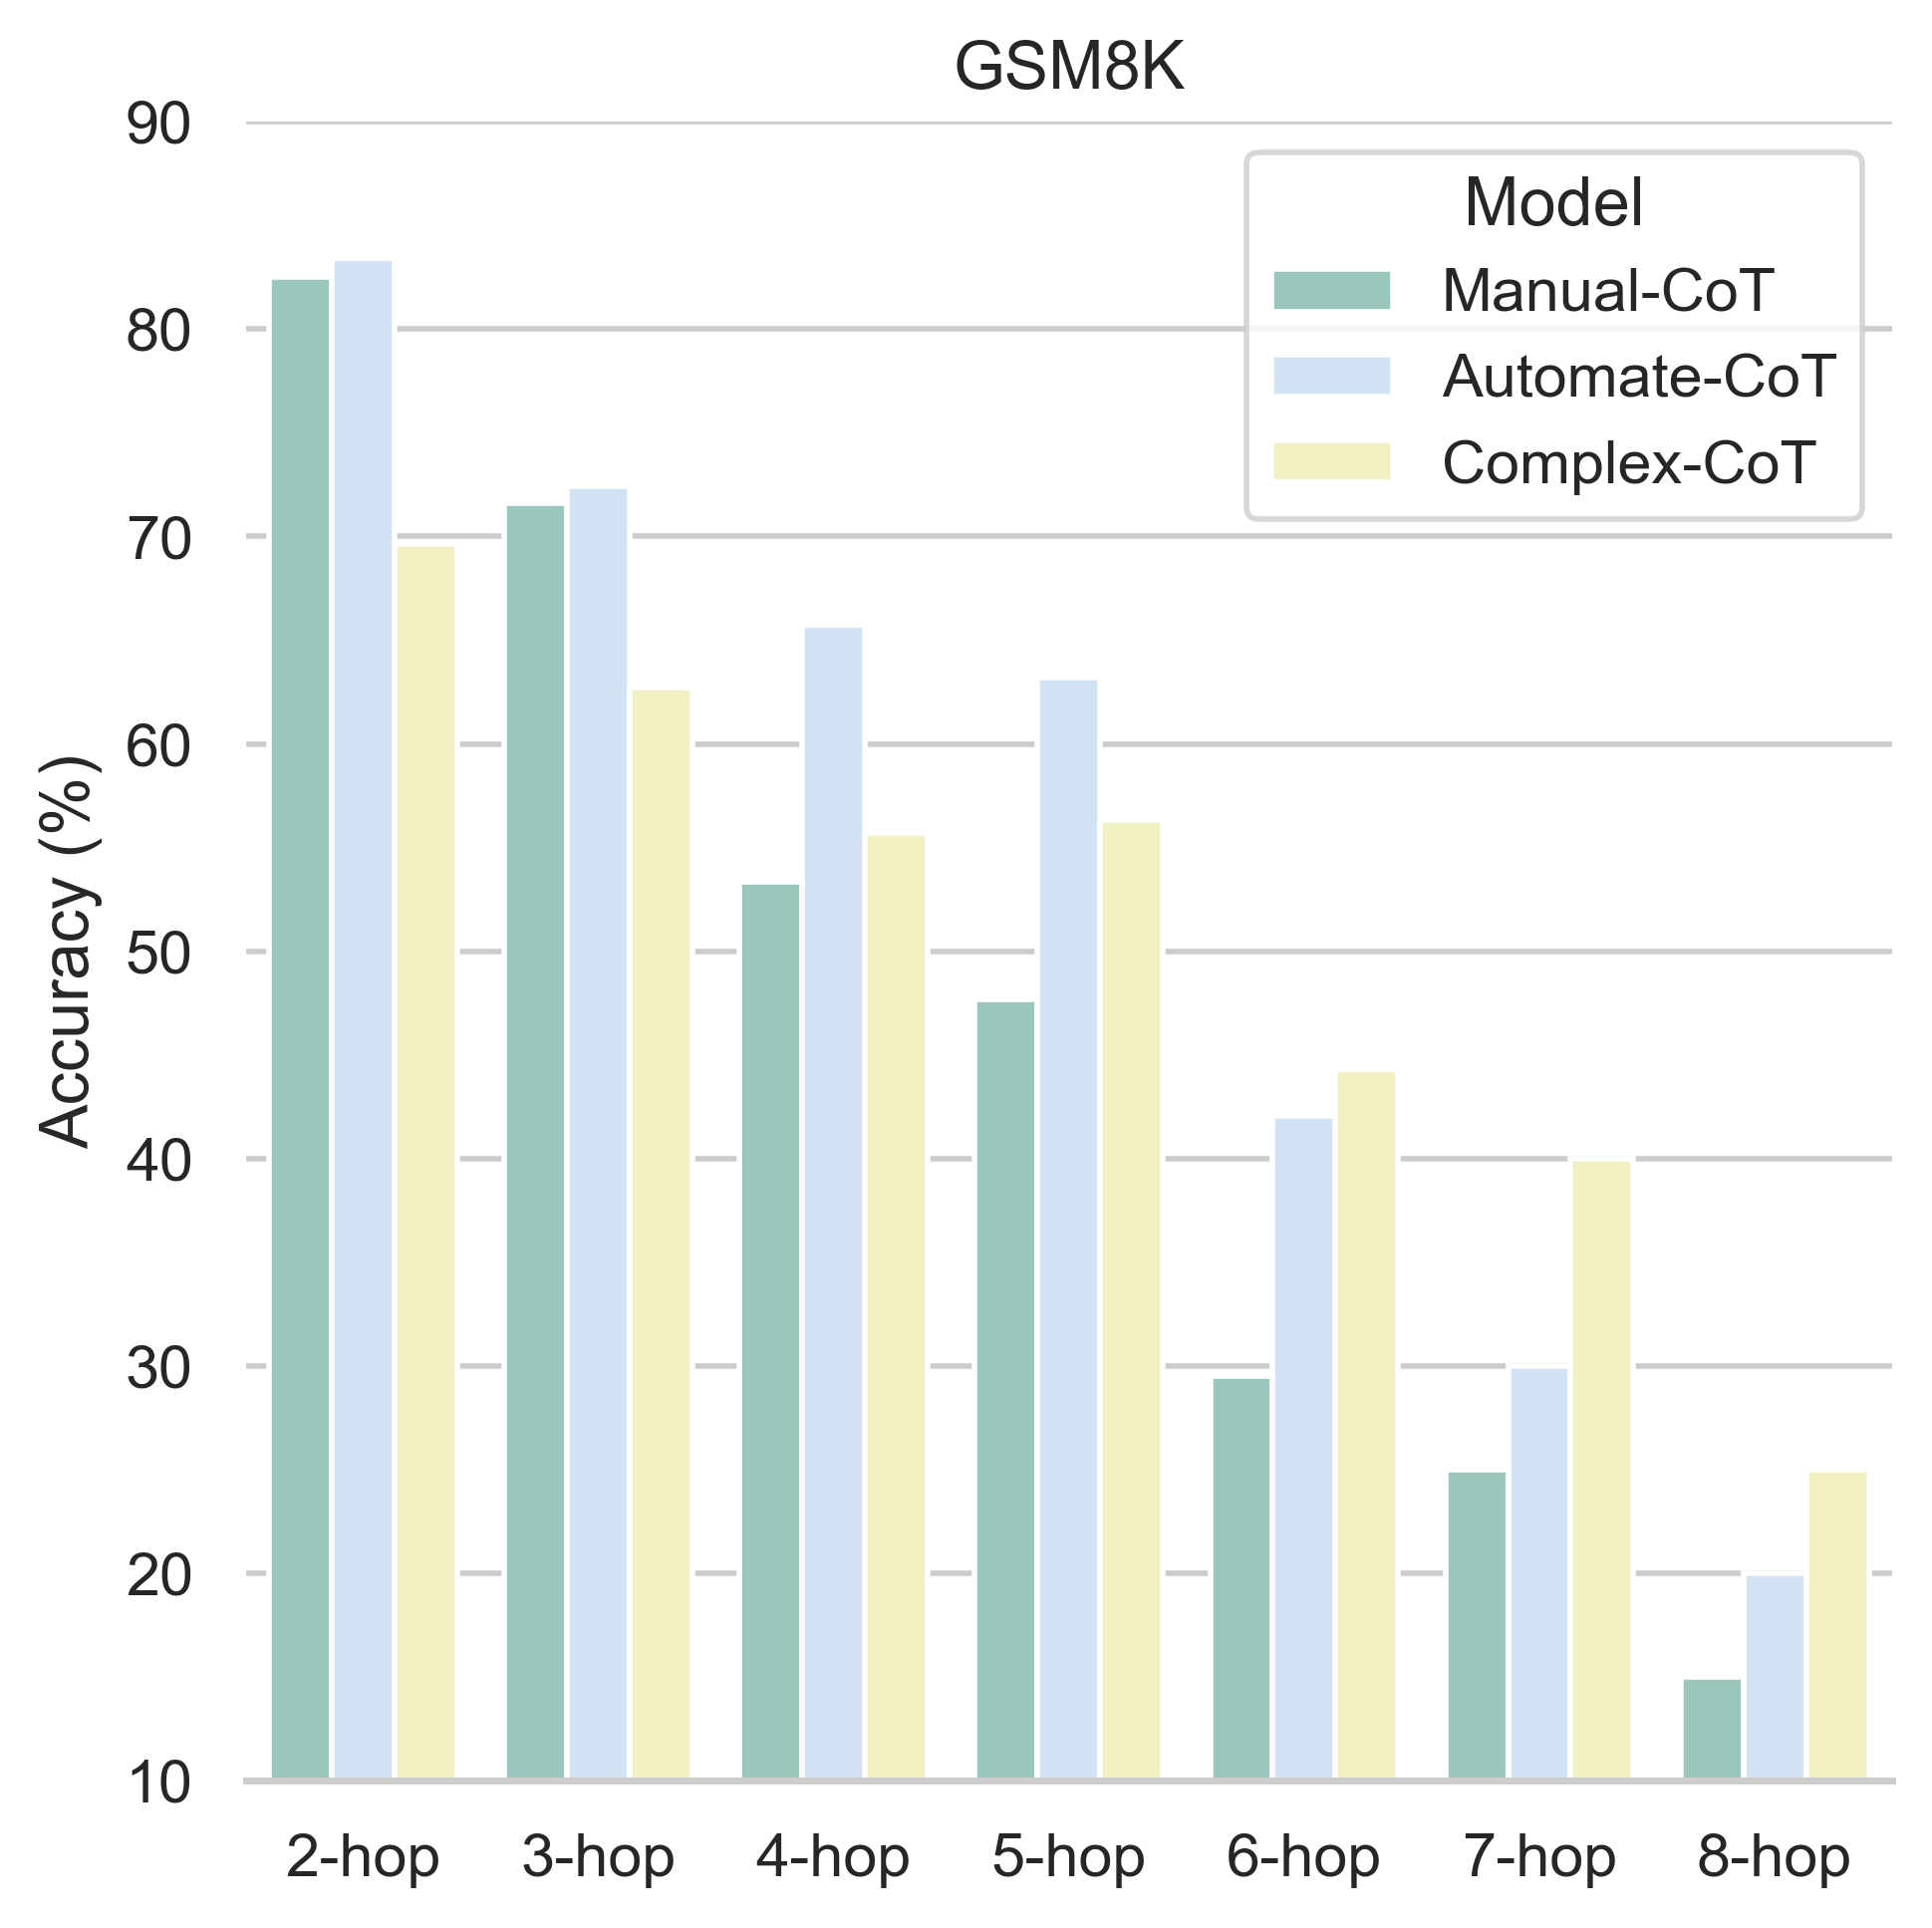 GSM8K
Model
Manual-CoT
Automate-CoT
Complex-CoT
Accuracy (%)
90
80
70
60
50
40
30
20
10
2-hop 3-hop 4-hop 5-hop 6-hop 7-hop 8-hop